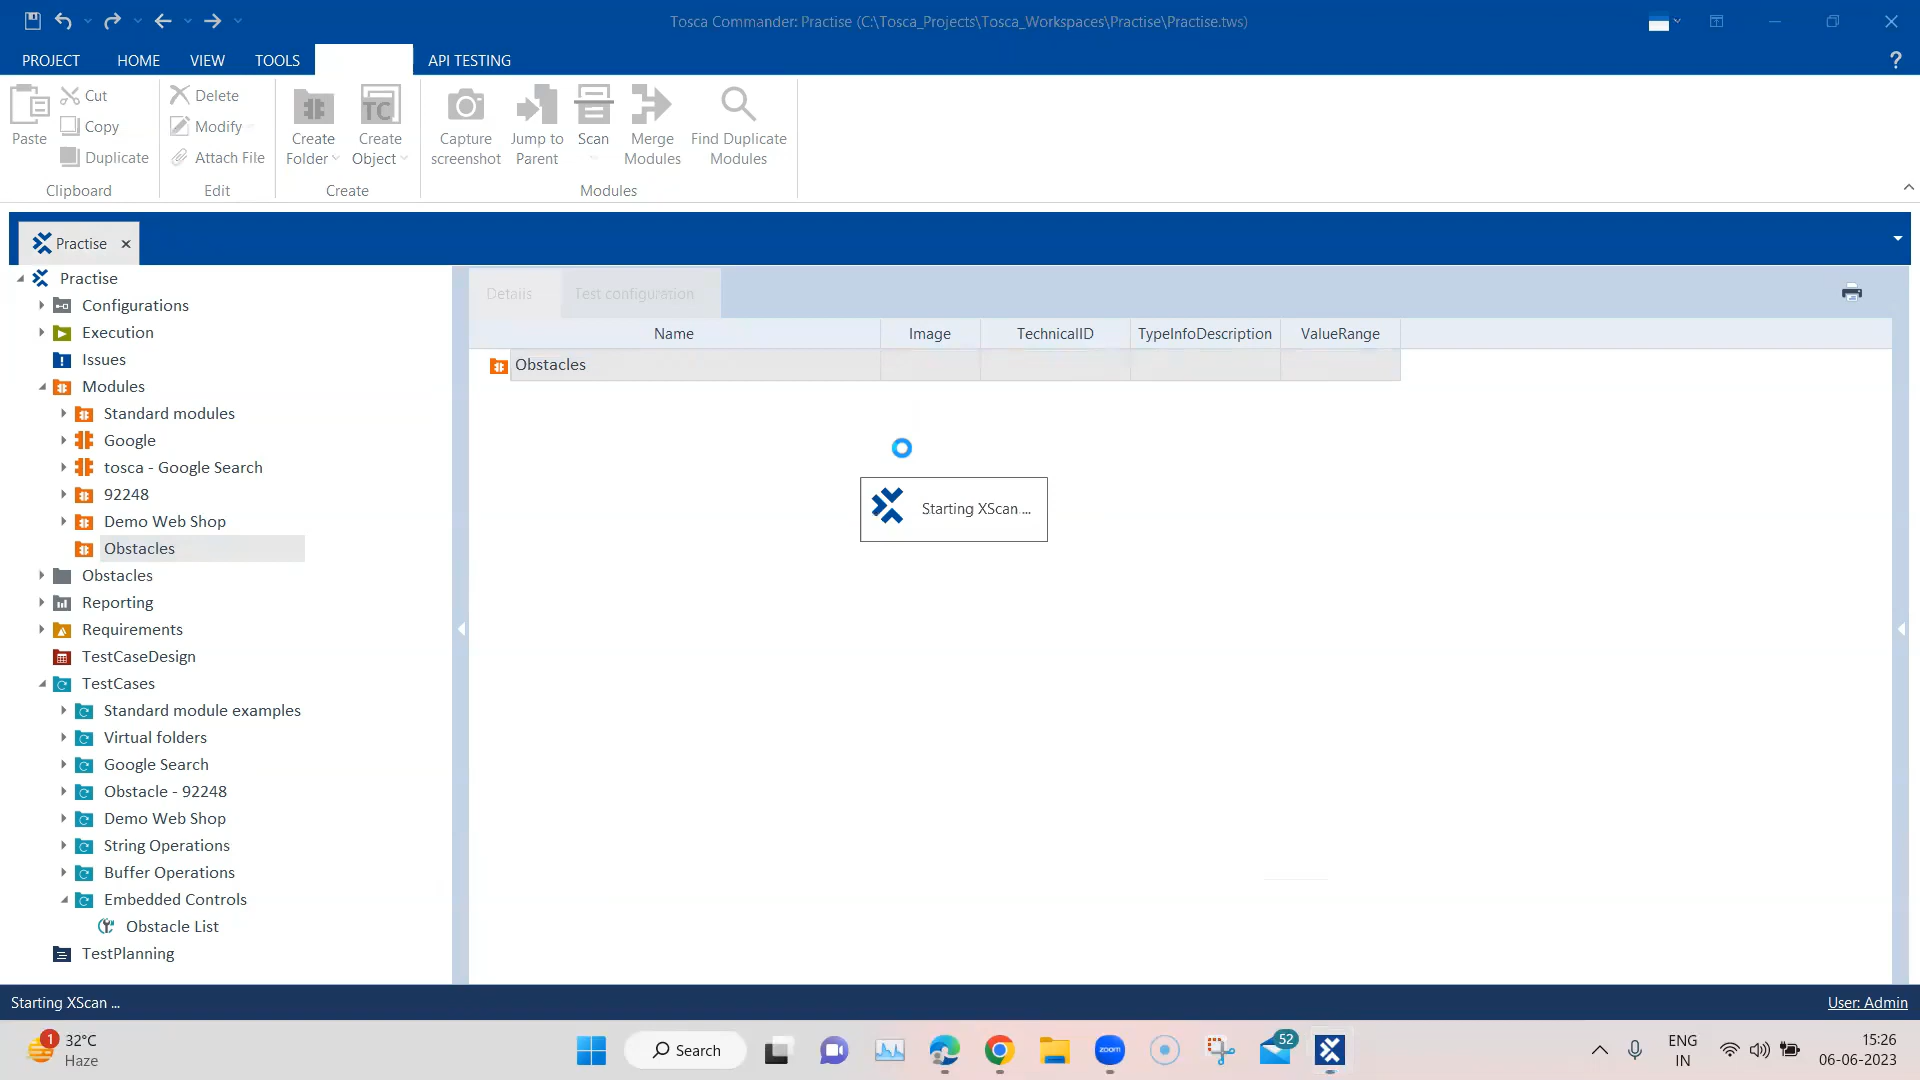 Tosca Commander: Practise (C:\Tosca_Projects\Tosca_Workspaces\Practise\Practise.tws)
PROJECT HOME VIEW TOOLS API TESTING ?
Paste
Cut
Copy
Duplicate
Clipboard
Delete
Modify
Attach File
Edit
Create Folder
TC
Create Object
Create
Capture screenshot
Jump to Parent
Scan
Merge Modules
Find Duplicate Modules
Modules
Practise
Practise
Configurations
Execution
Issues
Modules
Standard modules
Google
tosca - Google Search
92248
Demo Web Shop
Obstacles
Obstacles
Reporting
Requirements
TestCaseDesign
TestCases
Standard module examples
Virtual folders
Google Search
Obstacle - 92248
Demo Web Shop
String Operations
Buffer Operations
Embedded Controls
Obstacle List
TestPlanning
Details Test configuration
Name Image TechnicalID TypeInfoDescription ValueRange
Obstacles
Starting XScan ...
Starting XScan ...
User: Admin
1
32°C
Haze
Search
zoom
52
ENG
IN
15:26
06-06-2023